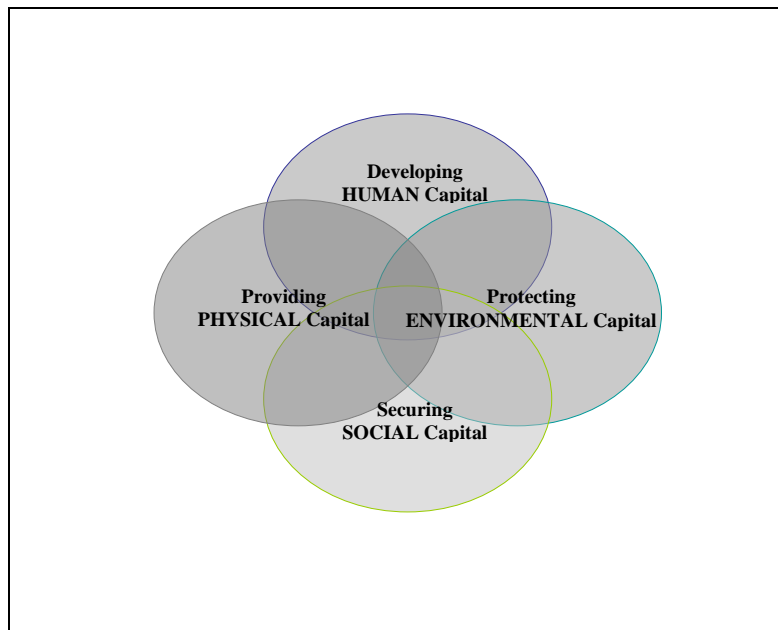 Developing
HUMAN Capital
Providing
PHYSICAL Capital
Protecting
ENVIRONMENTAL Capital
Securing
SOCIAL Capital